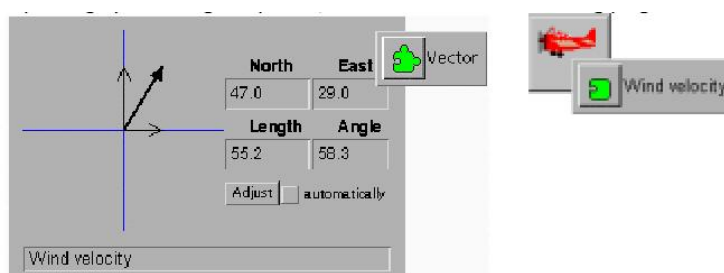 North East Vector
47.0 29.0
Length Angle
55.2 58.3
Adjust automatically
Wind velocity
Wind velocity